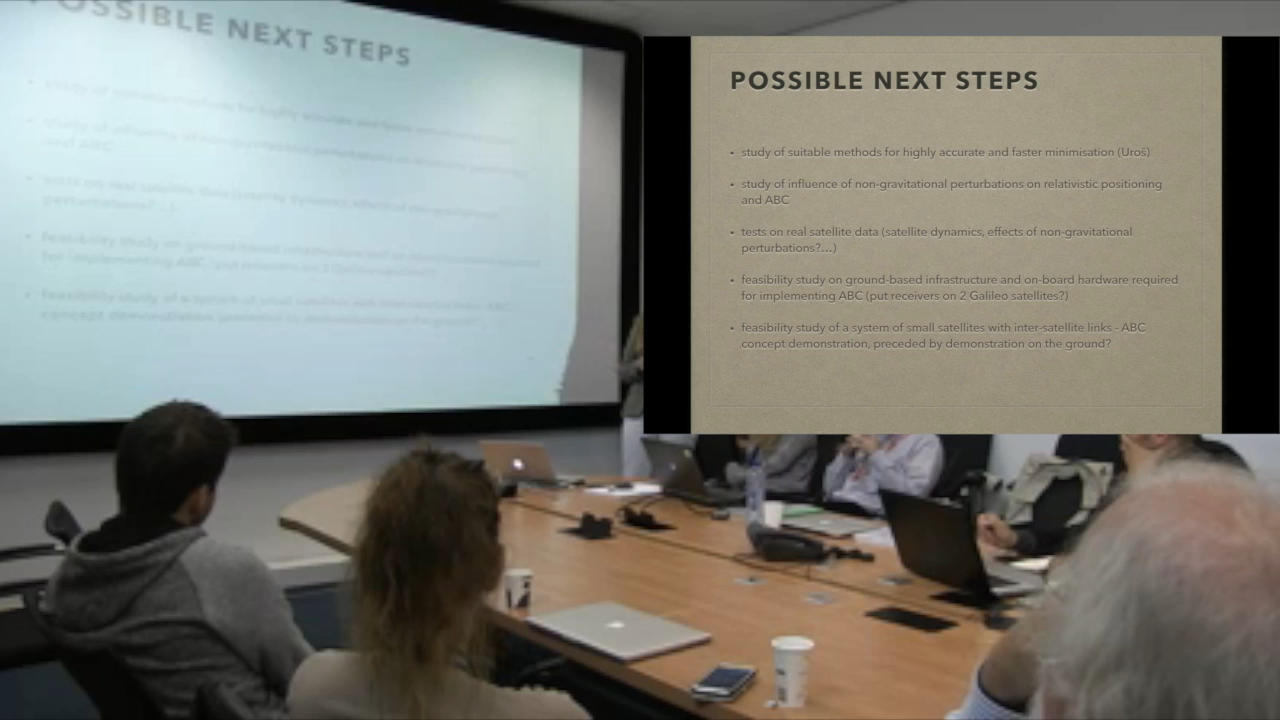 POSSIBLE NEXT STEPS
POSSIBLE NEXT STEPS
• study of suitable methods for highly accurate and faster minimisation (Uroš)
• study of influence of non-gravitational perturbations on relativistic positioning
and ABC
• tests on real satellite data (satellite dynamics, effects of non-gravitational
perturbations?...)
• feasibility study on ground-based infrastructure and on-board hardware required
for implementing ABC (put receivers on 2 Galileo satellites?)
• feasibility study of a system of small satellites with inter-satellite links - ABC
concept demonstration, preceded by demonstration on the ground?